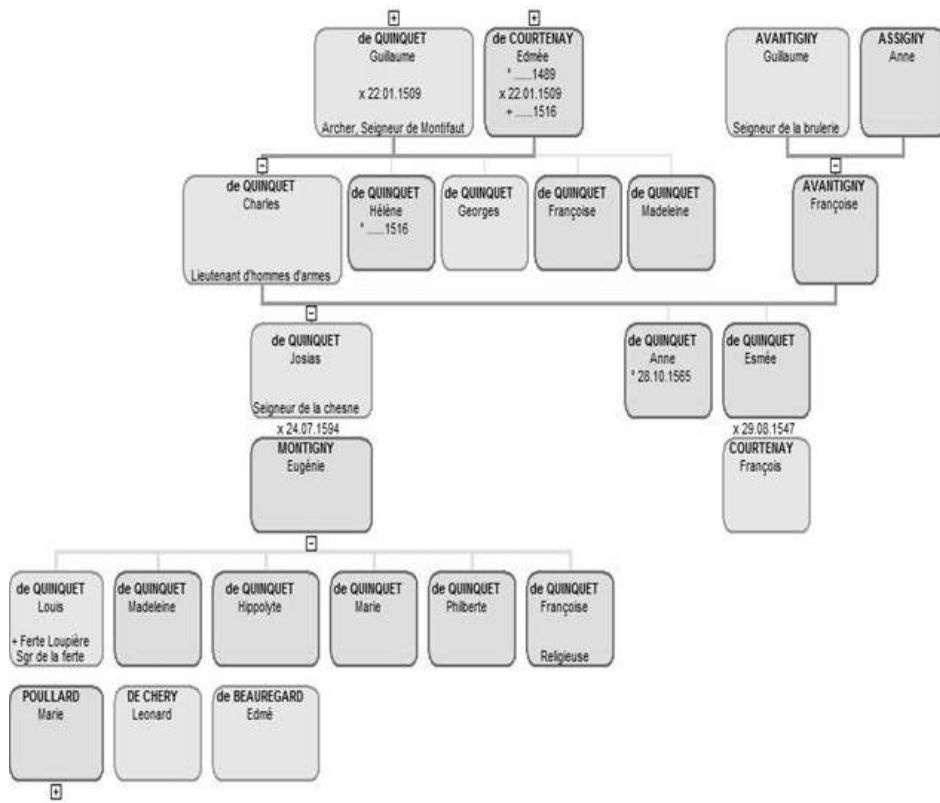 de QUINQUET
Guillaume
x 22.01.1509
Archer, Seigneur de Montifaut
de COURTENAY
Edmée
° ......1489
x 22.01.1509
+ ......1516
AVANTIGNY
Guillaume
Seigneur de la brulerie
ASSIGNY
Anne
de QUINQUET
Charles
Lieutenant d'hommes d'armes
de QUINQUET
Hélène
° ......1516
de QUINQUET
Georges
de QUINQUET
Françoise
de QUINQUET
Madeleine
AVANTIGNY
Françoise
de QUINQUET
Josias
Seigneur de la chesne
x 24.07.1594
MONTIGNY
Eugénie
de QUINQUET
Anne
° 28.10.1565
de QUINQUET
Esmée
x 29.08.1547
COURTENAY
François
de QUINQUET
Louis
+ Ferte Loupière
Sgr de la ferte
de QUINQUET
Madeleine
de QUINQUET
Hippolyte
de QUINQUET
Marie
de QUINQUET
Philberte
de QUINQUET
Françoise
Religieuse
POULLARD
Marie
DE CHERY
Leonard
de BEAUREGARD
Edmé